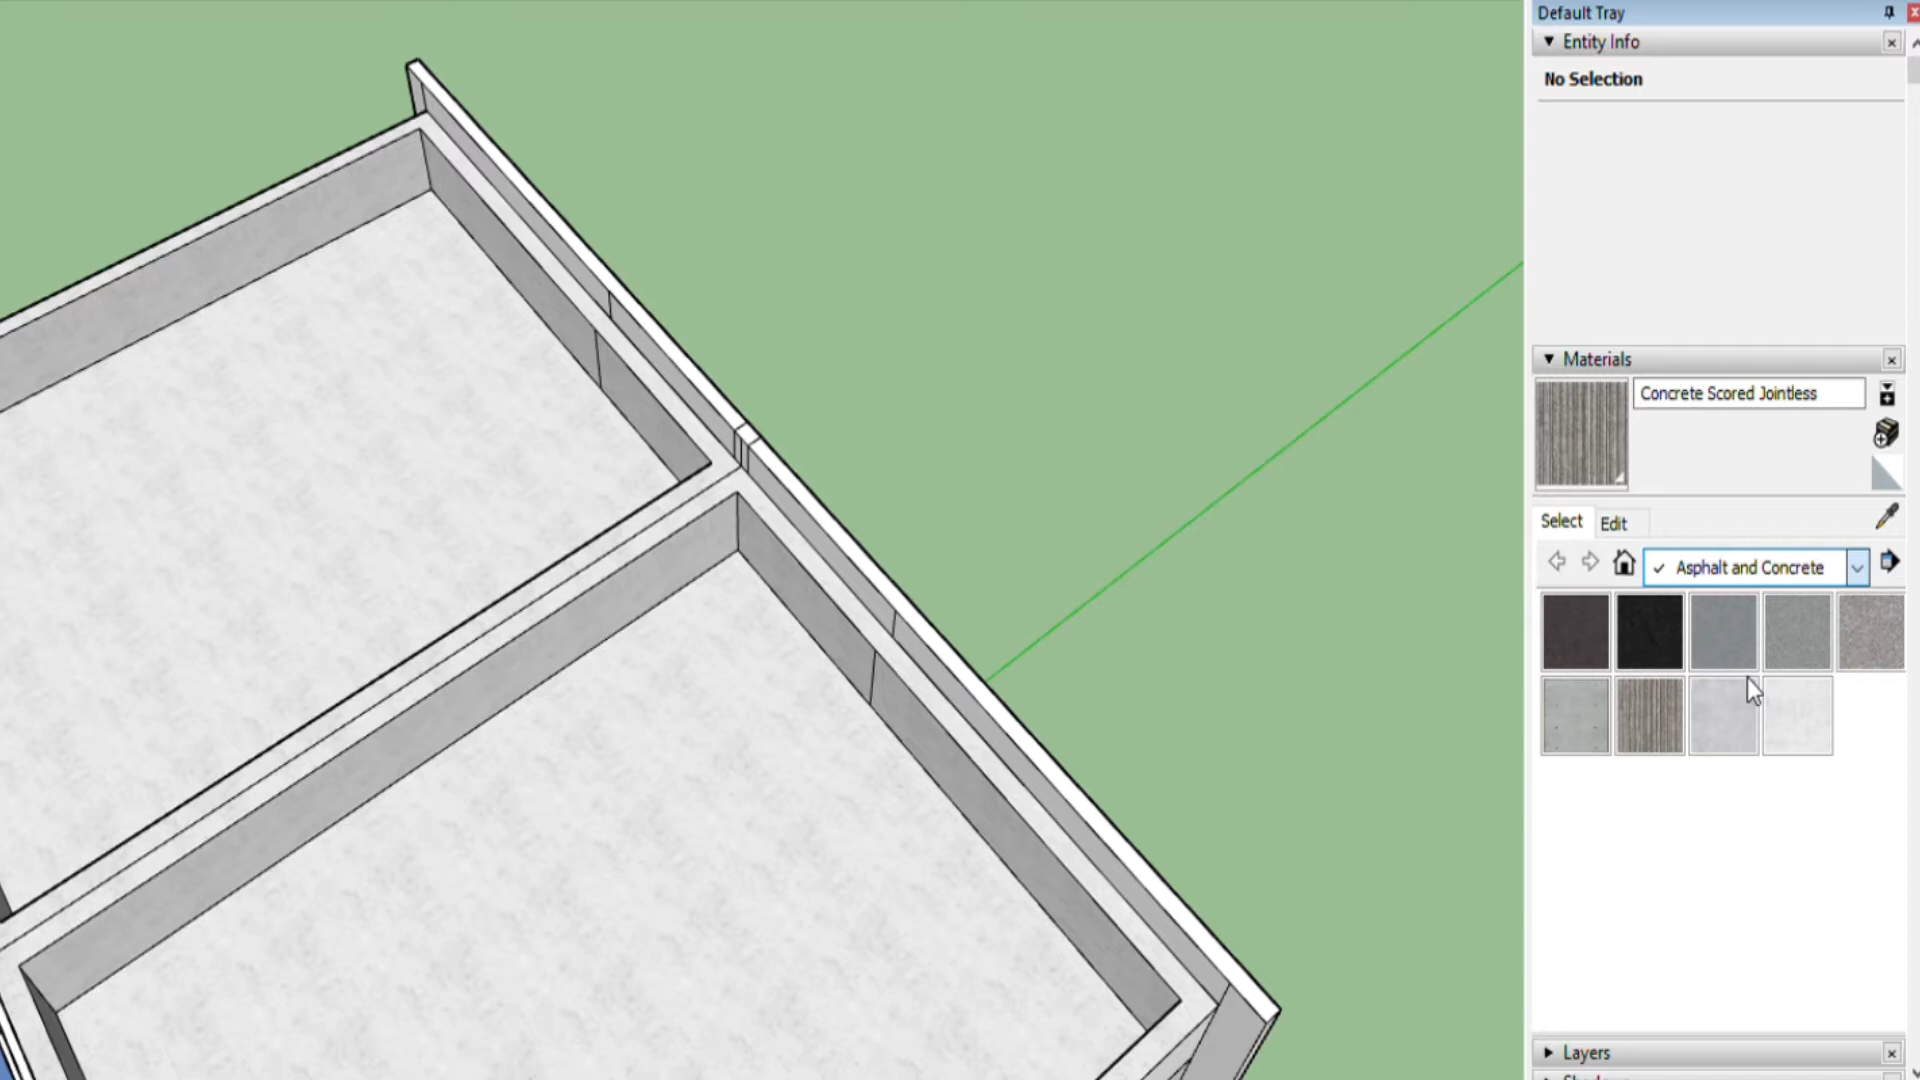 Default Tray
Entity Info
No Selection
Materials
Concrete Scored Jointless
Select Edit
Asphalt and Concrete
Layers